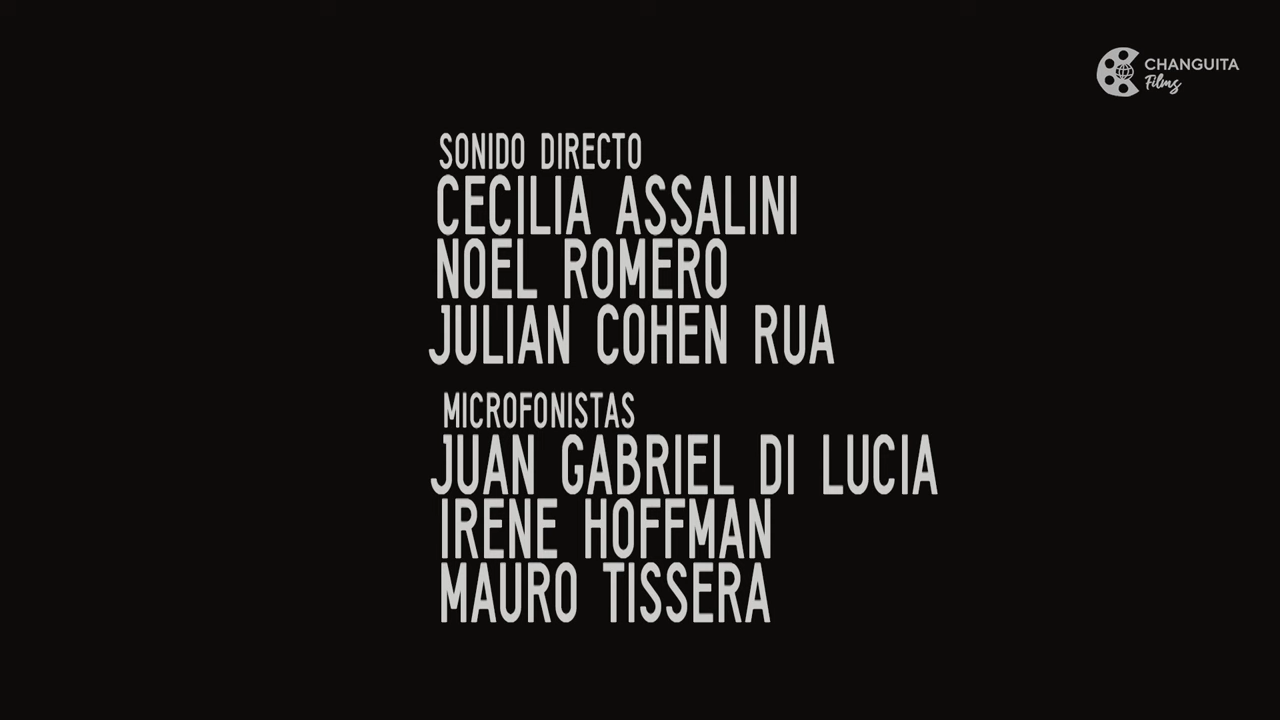 CHANGUITA
Films
SONIDO DIRECTO
CECILIA ASSALINI
NOEL ROMERO
JULIAN COHEN RUA
MICROFONISTAS
JUAN GABRIEL DI LUCIA
IRENE HOFFMAN
MAURO TISSERA